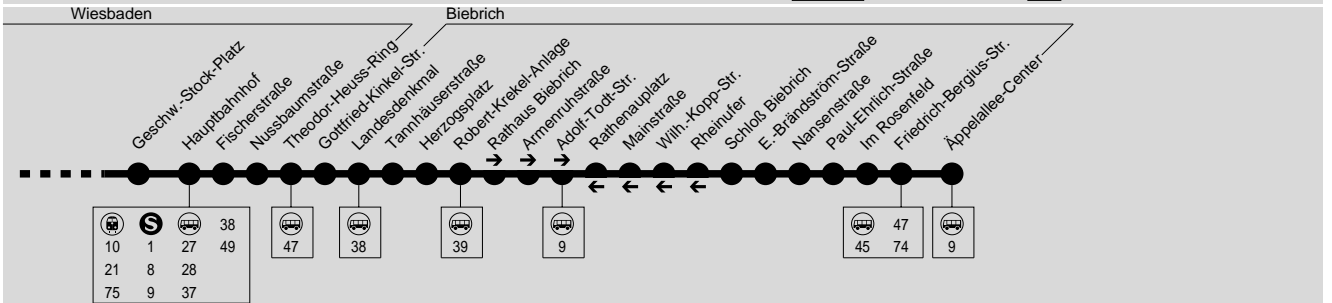 Wiesbaden
Biebrich
Geschw.-Stock-Platz
Hauptbahnhof
Fischerstraße
Nussbaumstraße
Theodor-Heuss-Ring
Gottfried-Kinkel-Str.
Landesdenkmal
Tannhäuserstraße
Herzogsplatz
Robert-Krekel-Anlage
Rathaus Biebrich
Armenruhstraße
Adolf-Todt-Str.
Rathenauplatz
Mainstraße
Wilh.-Kopp-Str.
Rheinufer
Schloß Biebrich
E.-Brändström-Straße
Nansenstraße
Paul-Ehrlich-Straße
Im Rosenfeld
Friedrich-Bergius-Str.
Äppelallee-Center
S 38
10 1 27 49
21 8 28
75 9 37
47
38
39
9
47
45 74
9